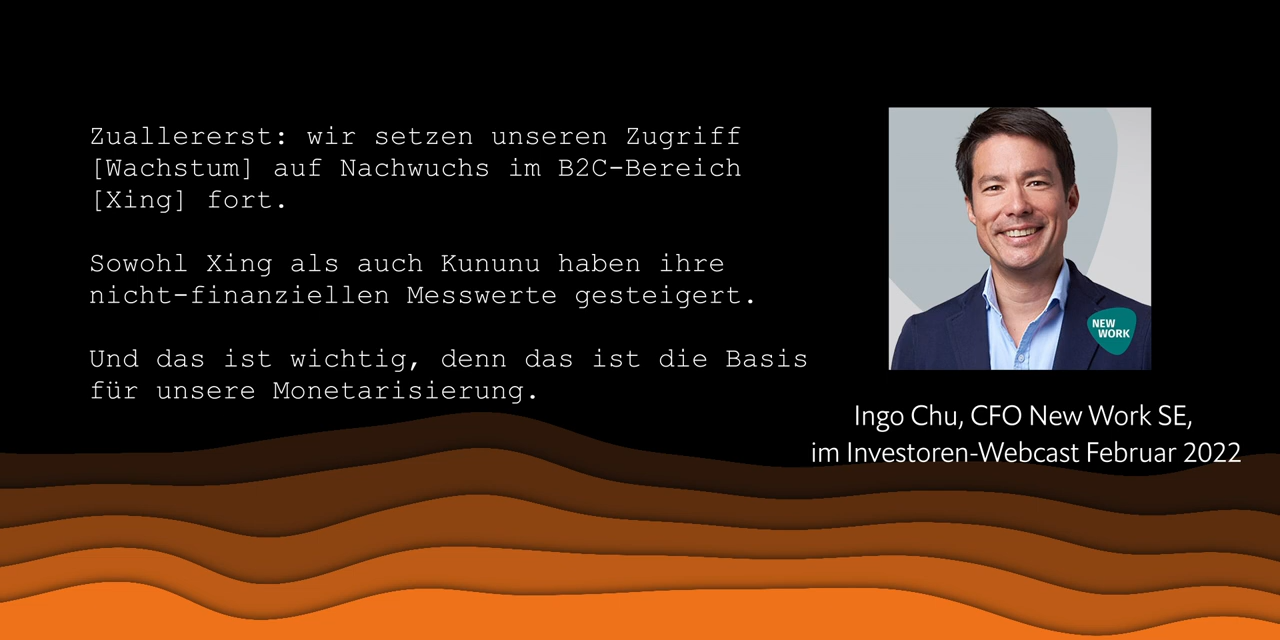 Zuallererst: wir setzen unseren Zugriff
[Wachstum] auf Nachwuchs im B2C-Bereich
[Xing] fort.
Sowohl Xing als auch Kununu haben ihre
nicht-finanziellen Messwerte gesteigert.
Und das ist wichtig, denn das ist die Basis
für unsere Monetarisierung.
NEW
WORK
Ingo Chu, CFO New Work SE,
im Investoren-Webcast Februar 2022